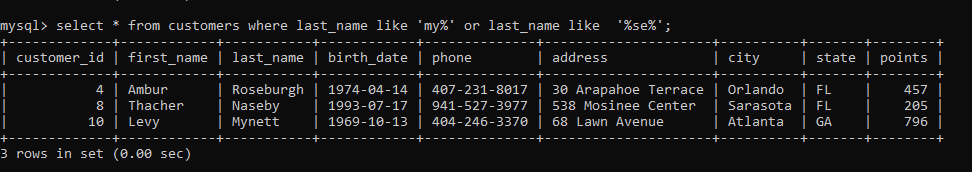 mysql> select * from customers where last_name like 'my%' or last_name like  '%se%';
+-------------+------------+-----------+------------+--------------+---------------------+----------+-------+--------+
| customer_id | first_name | last_name | birth_date | phone        | address             | city     | state | points |
+-------------+------------+-----------+------------+--------------+---------------------+----------+-------+--------+
|           4 | Ambur      | Roseburgh | 1974-04-14 | 407-231-8017 | 30 Arapahoe Terrace | Orlando  | FL    |    457 |
|           8 | Thacher    | Naseby    | 1993-07-17 | 941-527-3977 | 538 Mosinee Center  | Sarasota | FL    |    205 |
|          10 | Levy       | Mynett    | 1969-10-13 | 404-246-3370 | 68 Lawn Avenue      | Atlanta  | GA    |    796 |
+-------------+------------+-----------+------------+--------------+---------------------+----------+-------+--------+
3 rows in set (0.00 sec)